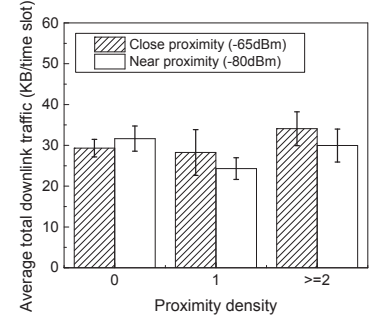 Average total downlink traffic (KB/time slot)
60
50
40
30
20
10
0
Close proximity (-65dBm)
Near proximity (-80dBm)
0 1 >=2
Proximity density